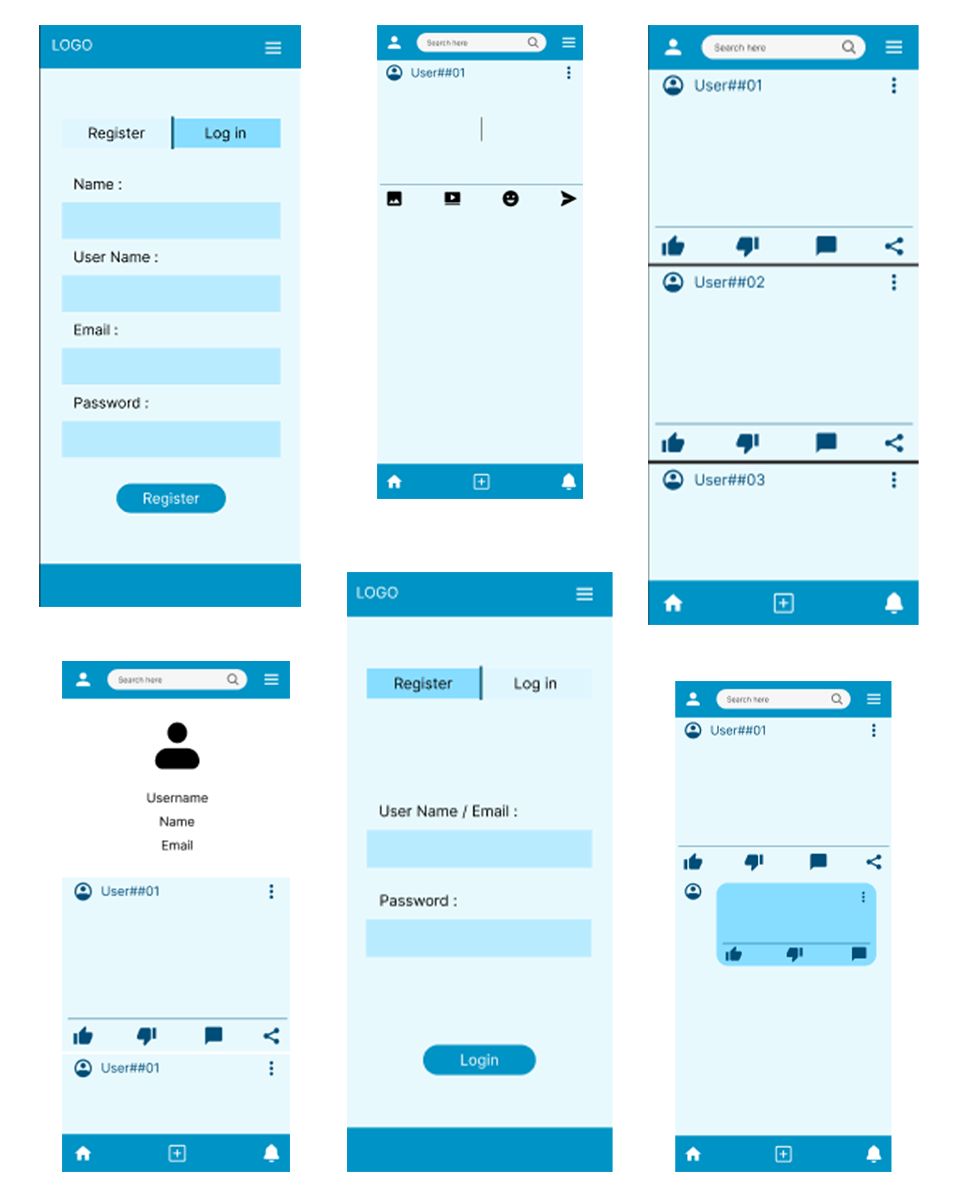 LOGO
Register Log in
Name :
User Name :
Email :
Password :
Register
Search here
User##01
Search here
User##01
User##02
User##03
Search here
Username
Name
Email
User##01
User##01
LOGO
Register Log in
User Name / Email :
Password :
Login
Search here
User##01